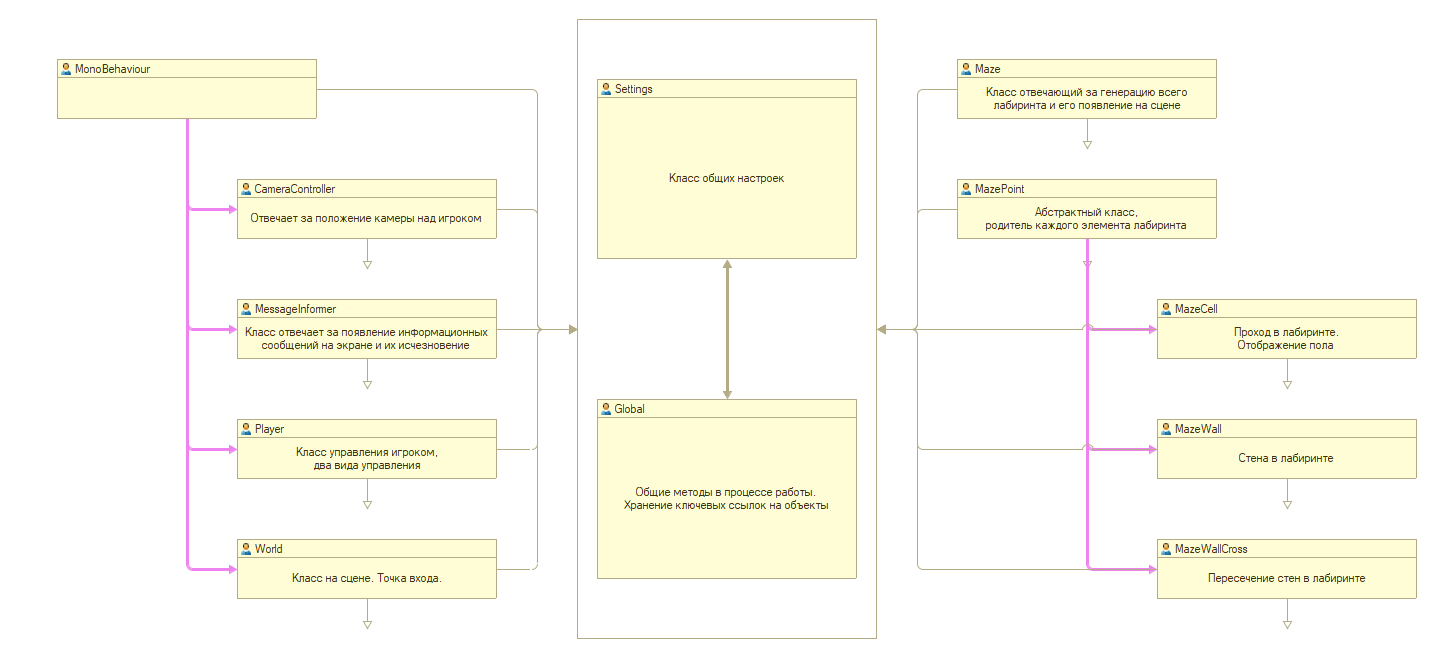 MonoBehaviour
CameraController
Отвечает за положение камеры над игроком
MessageInformer
Класс отвечает за появление информационных
сообщений на экране и их исчезновение
Player
Класс управления игроком,
два вида управления
World
Класс на сцене. Точка входа.
Settings
Класс общих настроек
Global
Общие методы в процессе работы.
Хранение ключевых ссылок на объекты
Maze
Класс отвечающий за генерацию всего
лабиринта и его появление на сцене
MazePoint
Абстрактный класс,
родитель каждого элемента лабиринта
MazeCell
Проход в лабиринте.
Отображение пола
MazeWall
Стена в лабиринте
MazeWallCross
Пересечение стен в лабиринте